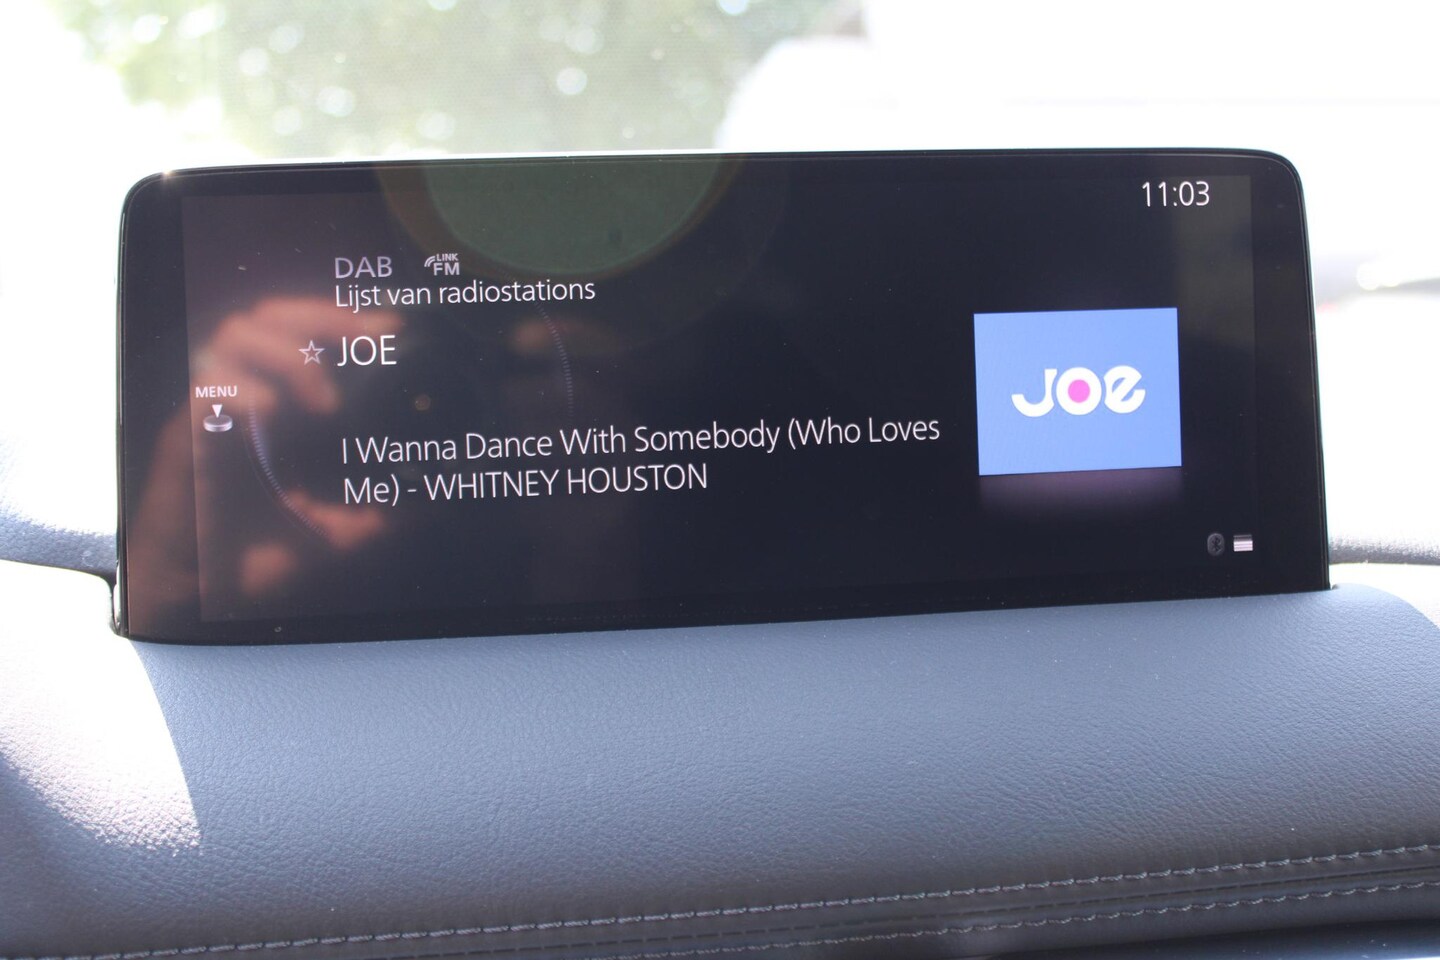 11:03
DAB LINK FM
Lijst van radiostations
JOE
MENU
JOe
I Wanna Dance With Somebody (Who Loves
Me) - WHITNEY HOUSTON